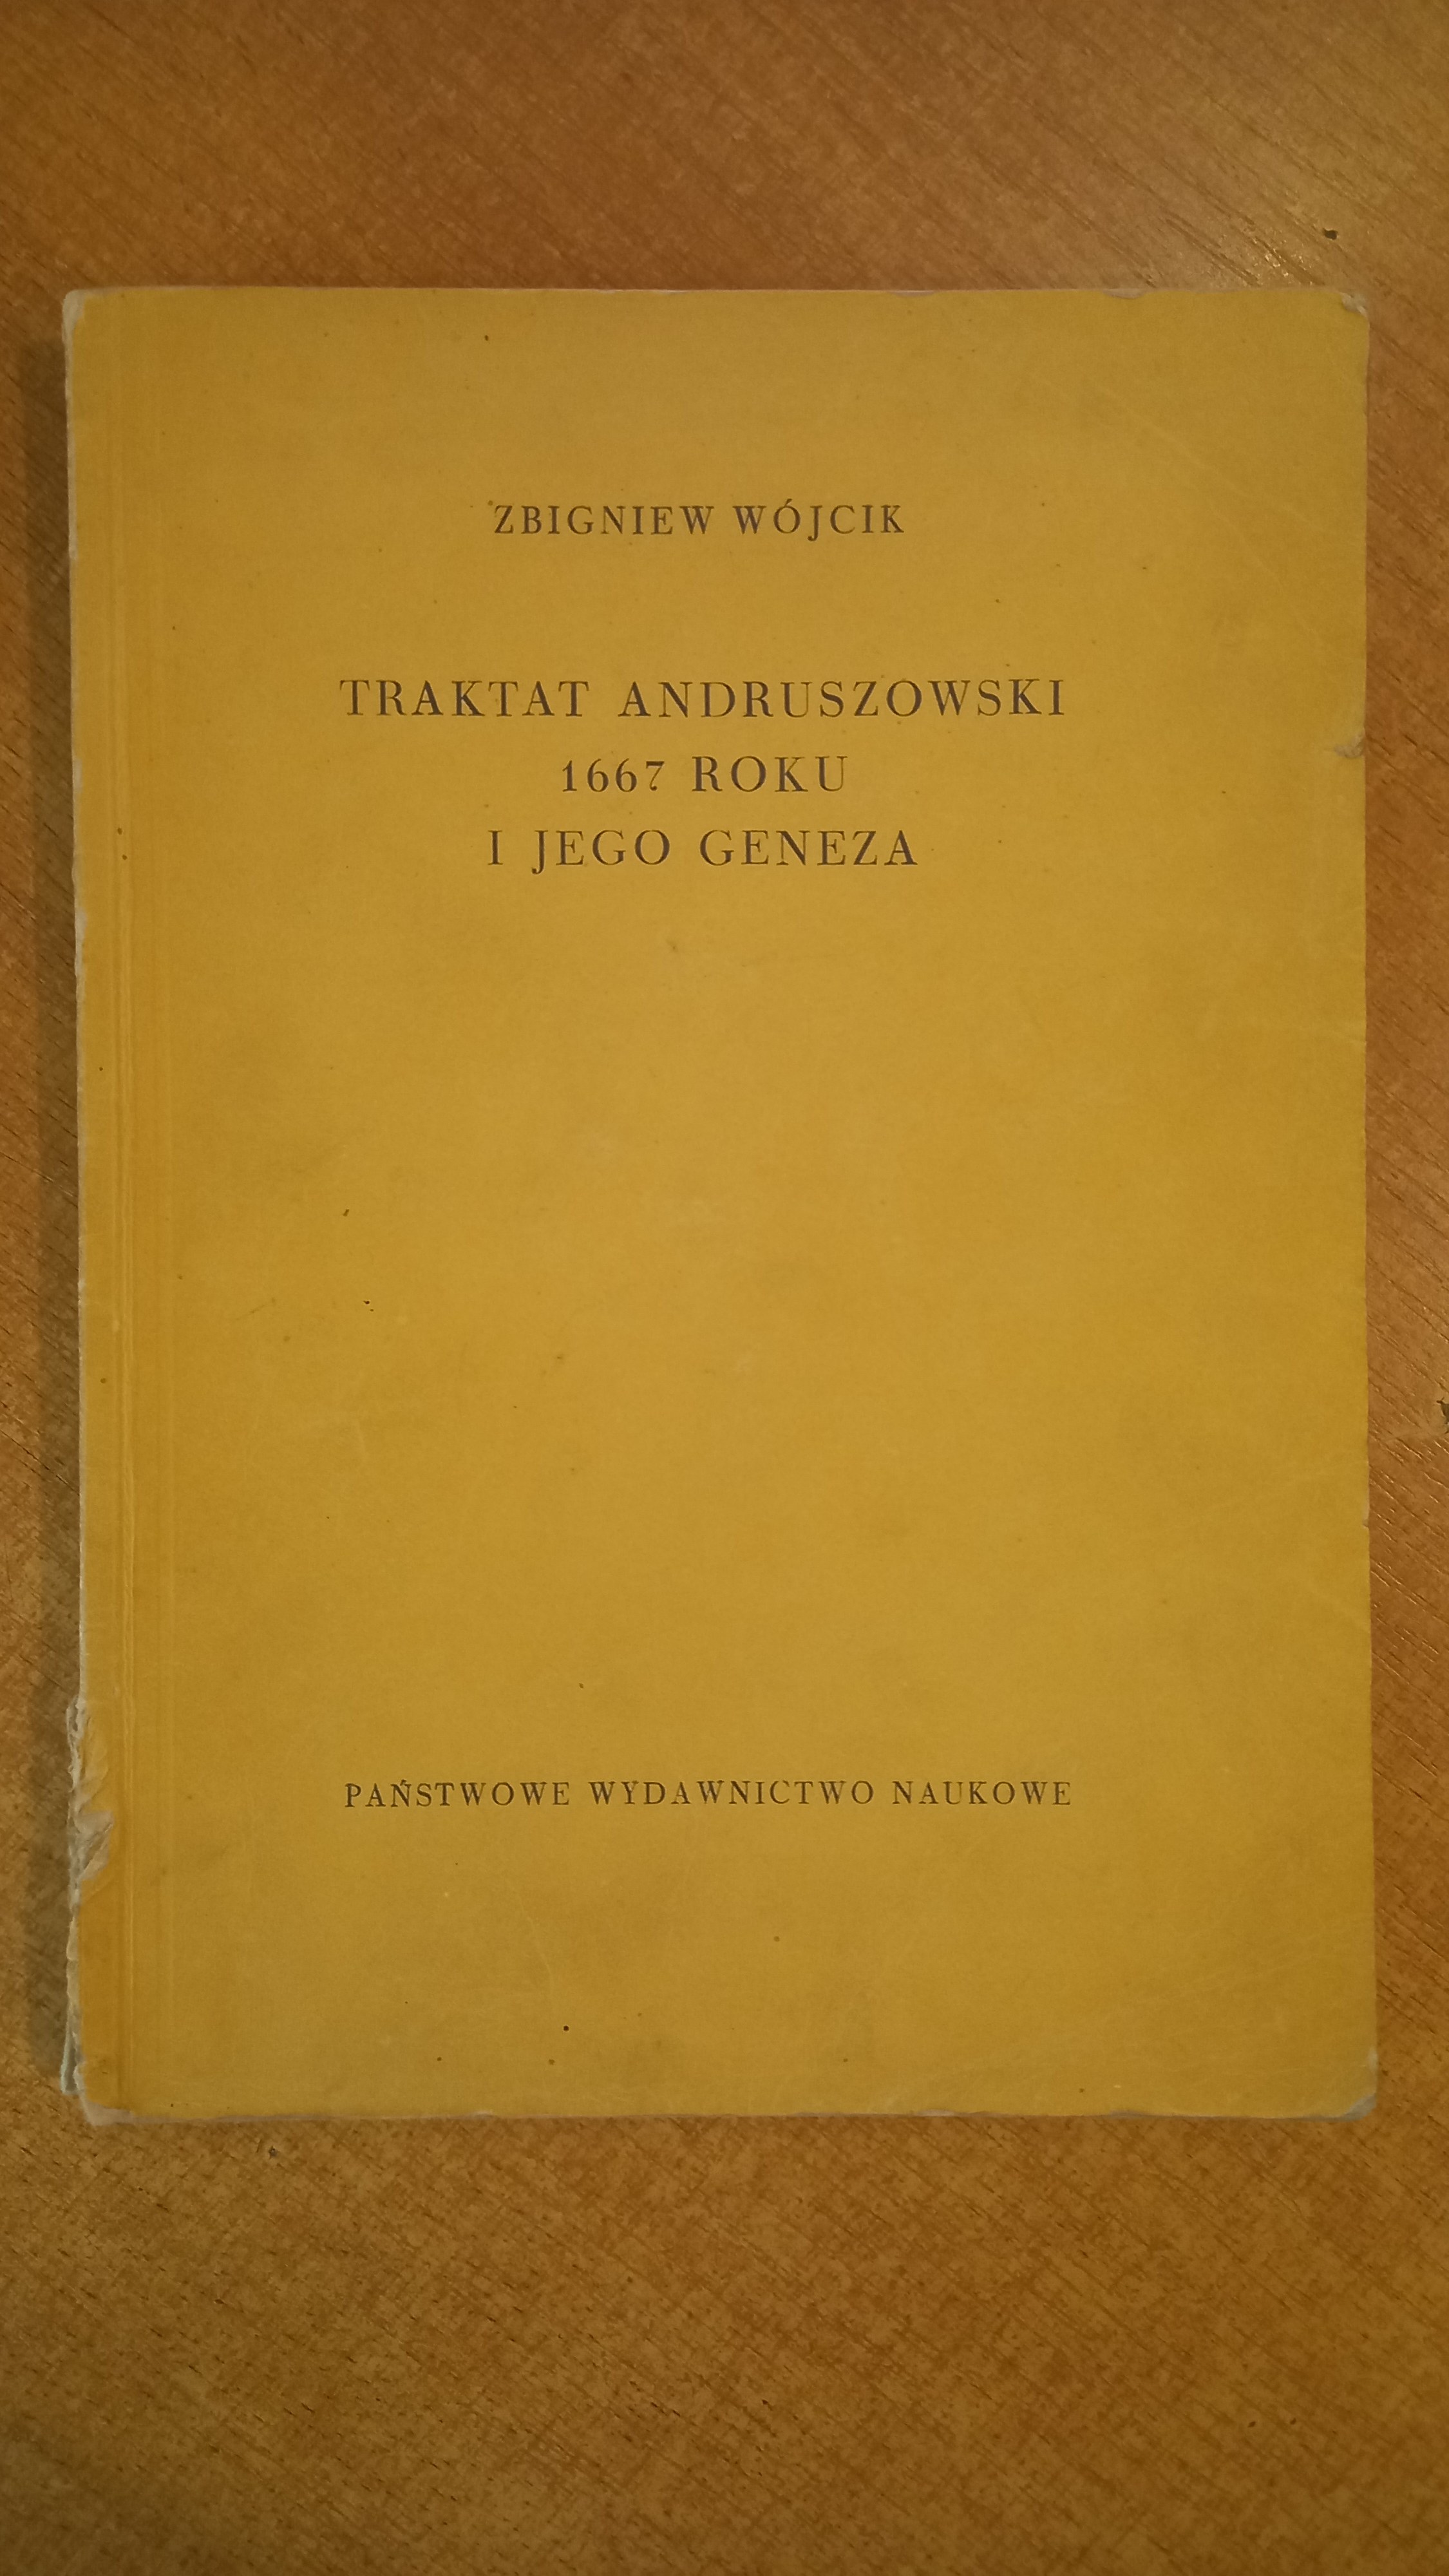 ZBIGNIEW WÓJCIK
TRAKTAT ANDRUSZOWSKI
1667 ROKU
I JEGO GENEZA
PAŃSTWOWE WYDAWNICTWO NAUKOWE